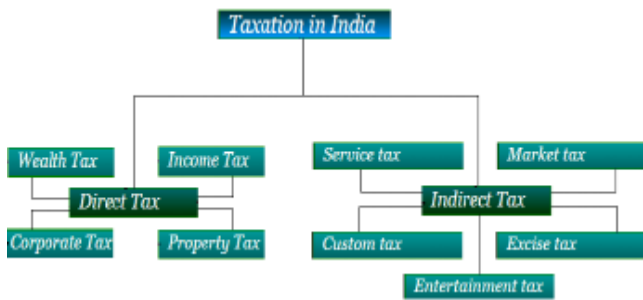 Taxation in India
Wealth Tax
Income Tax
Direct Tax
Corporate Tax
Property Tax
Service tax
Market tax
Indirect Tax
Custom tax
Excise tax
Entertainment tax